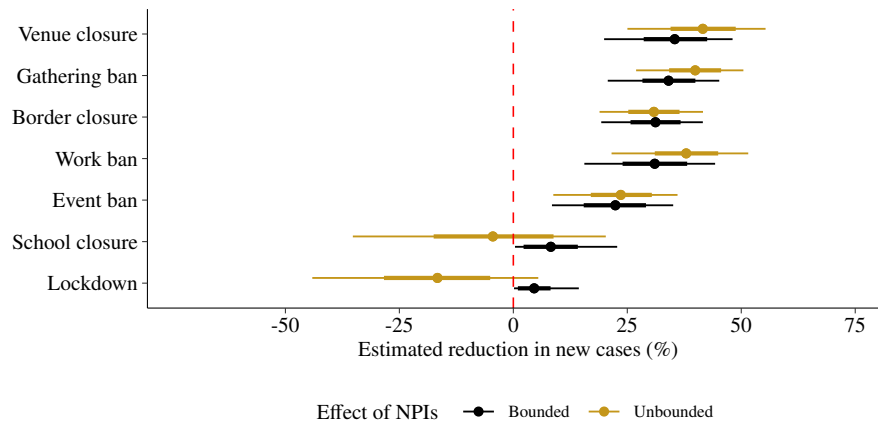 Venue closure
Gathering ban
Border closure
Work ban
Event ban
School closure
Lockdown
-50 -25 0 25 50 75
Estimated reduction in new cases (%)
Effect of NPIs Bounded Unbounded